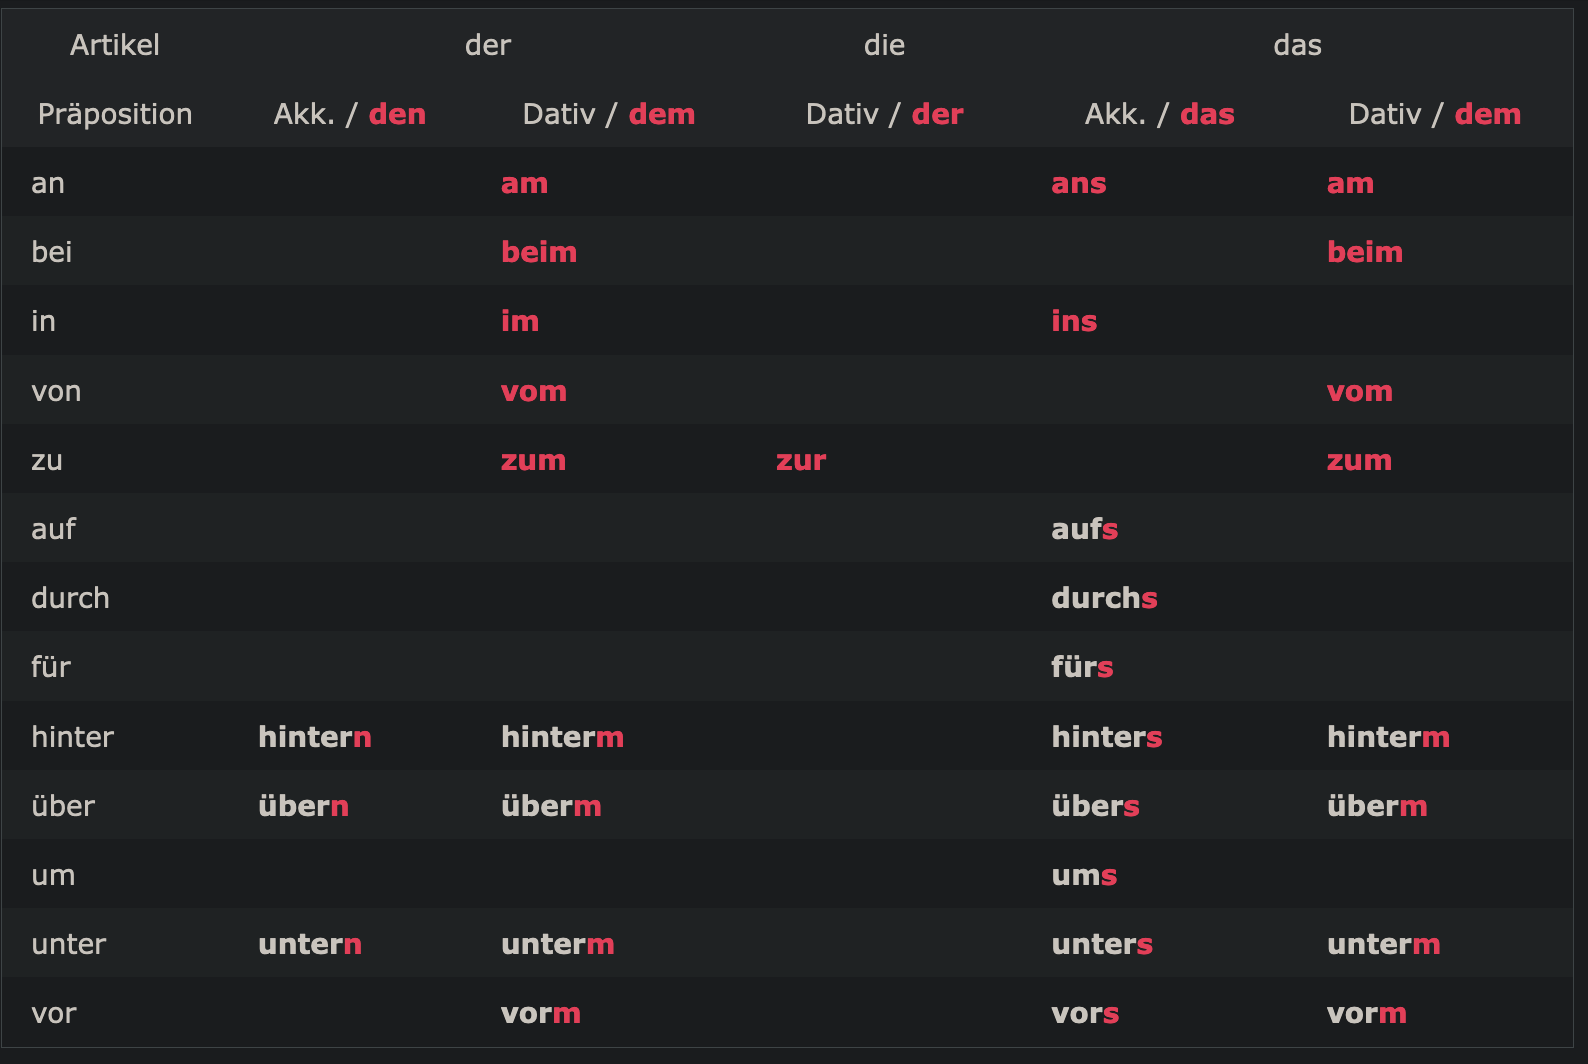 Artikel der die das
Präposition Akk. / den Dativ / dem Dativ / der Akk. / das Dativ / dem
an am ans am
bei beim beim
in im ins
von vom vom
zu zum zur zum
auf aufs
durch durchs
für fürs
hinter hintern hinterm hinters hinterm
über übern überm übers überm
um ums
unter untern unterm unters unterm
vor vorm vors vorm